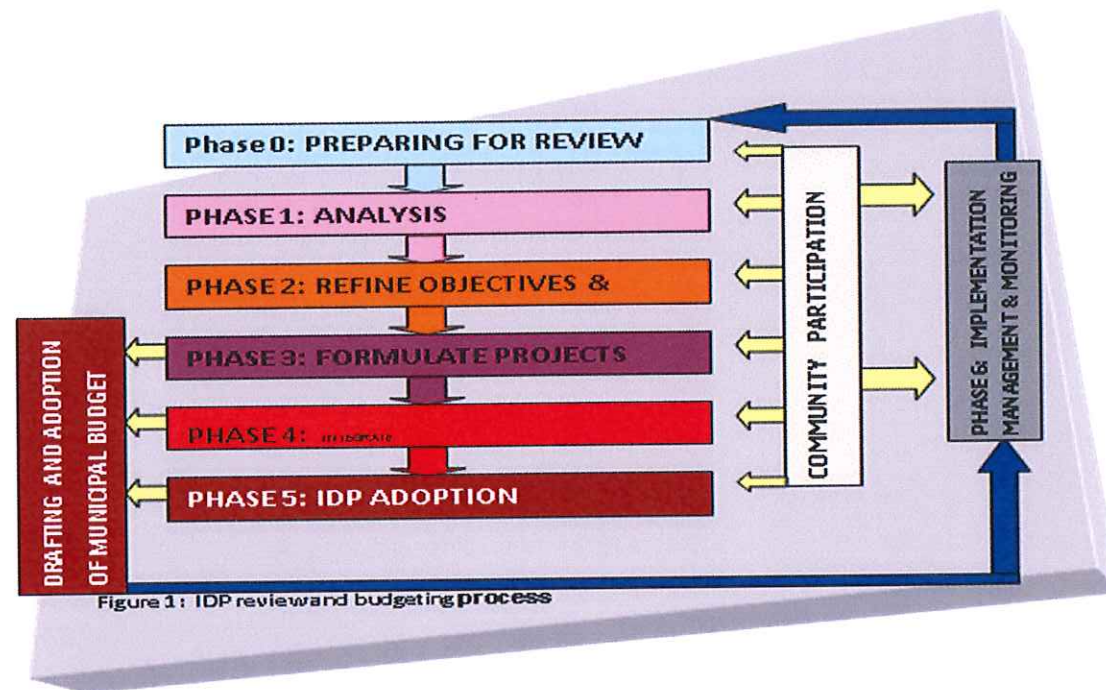 Phase 0: PREPARING FOR REVIEW
PHASE 1: ANALYSIS
PHASE 2: REFINE OBJECTIVES &
PHASE 3: FORMULATE PROJECTS
PHASE 4:
PHASE 5: IDP ADOPTION
DRAFTING AND ADOPTION
OF MUNICIPAL BUDGET
COMMUNITY PARTICIPATION
PHASE 6: IMPLEMENTATION
MANAGEMENT & MONITORING
Figure 1: IDP review and budgeting process